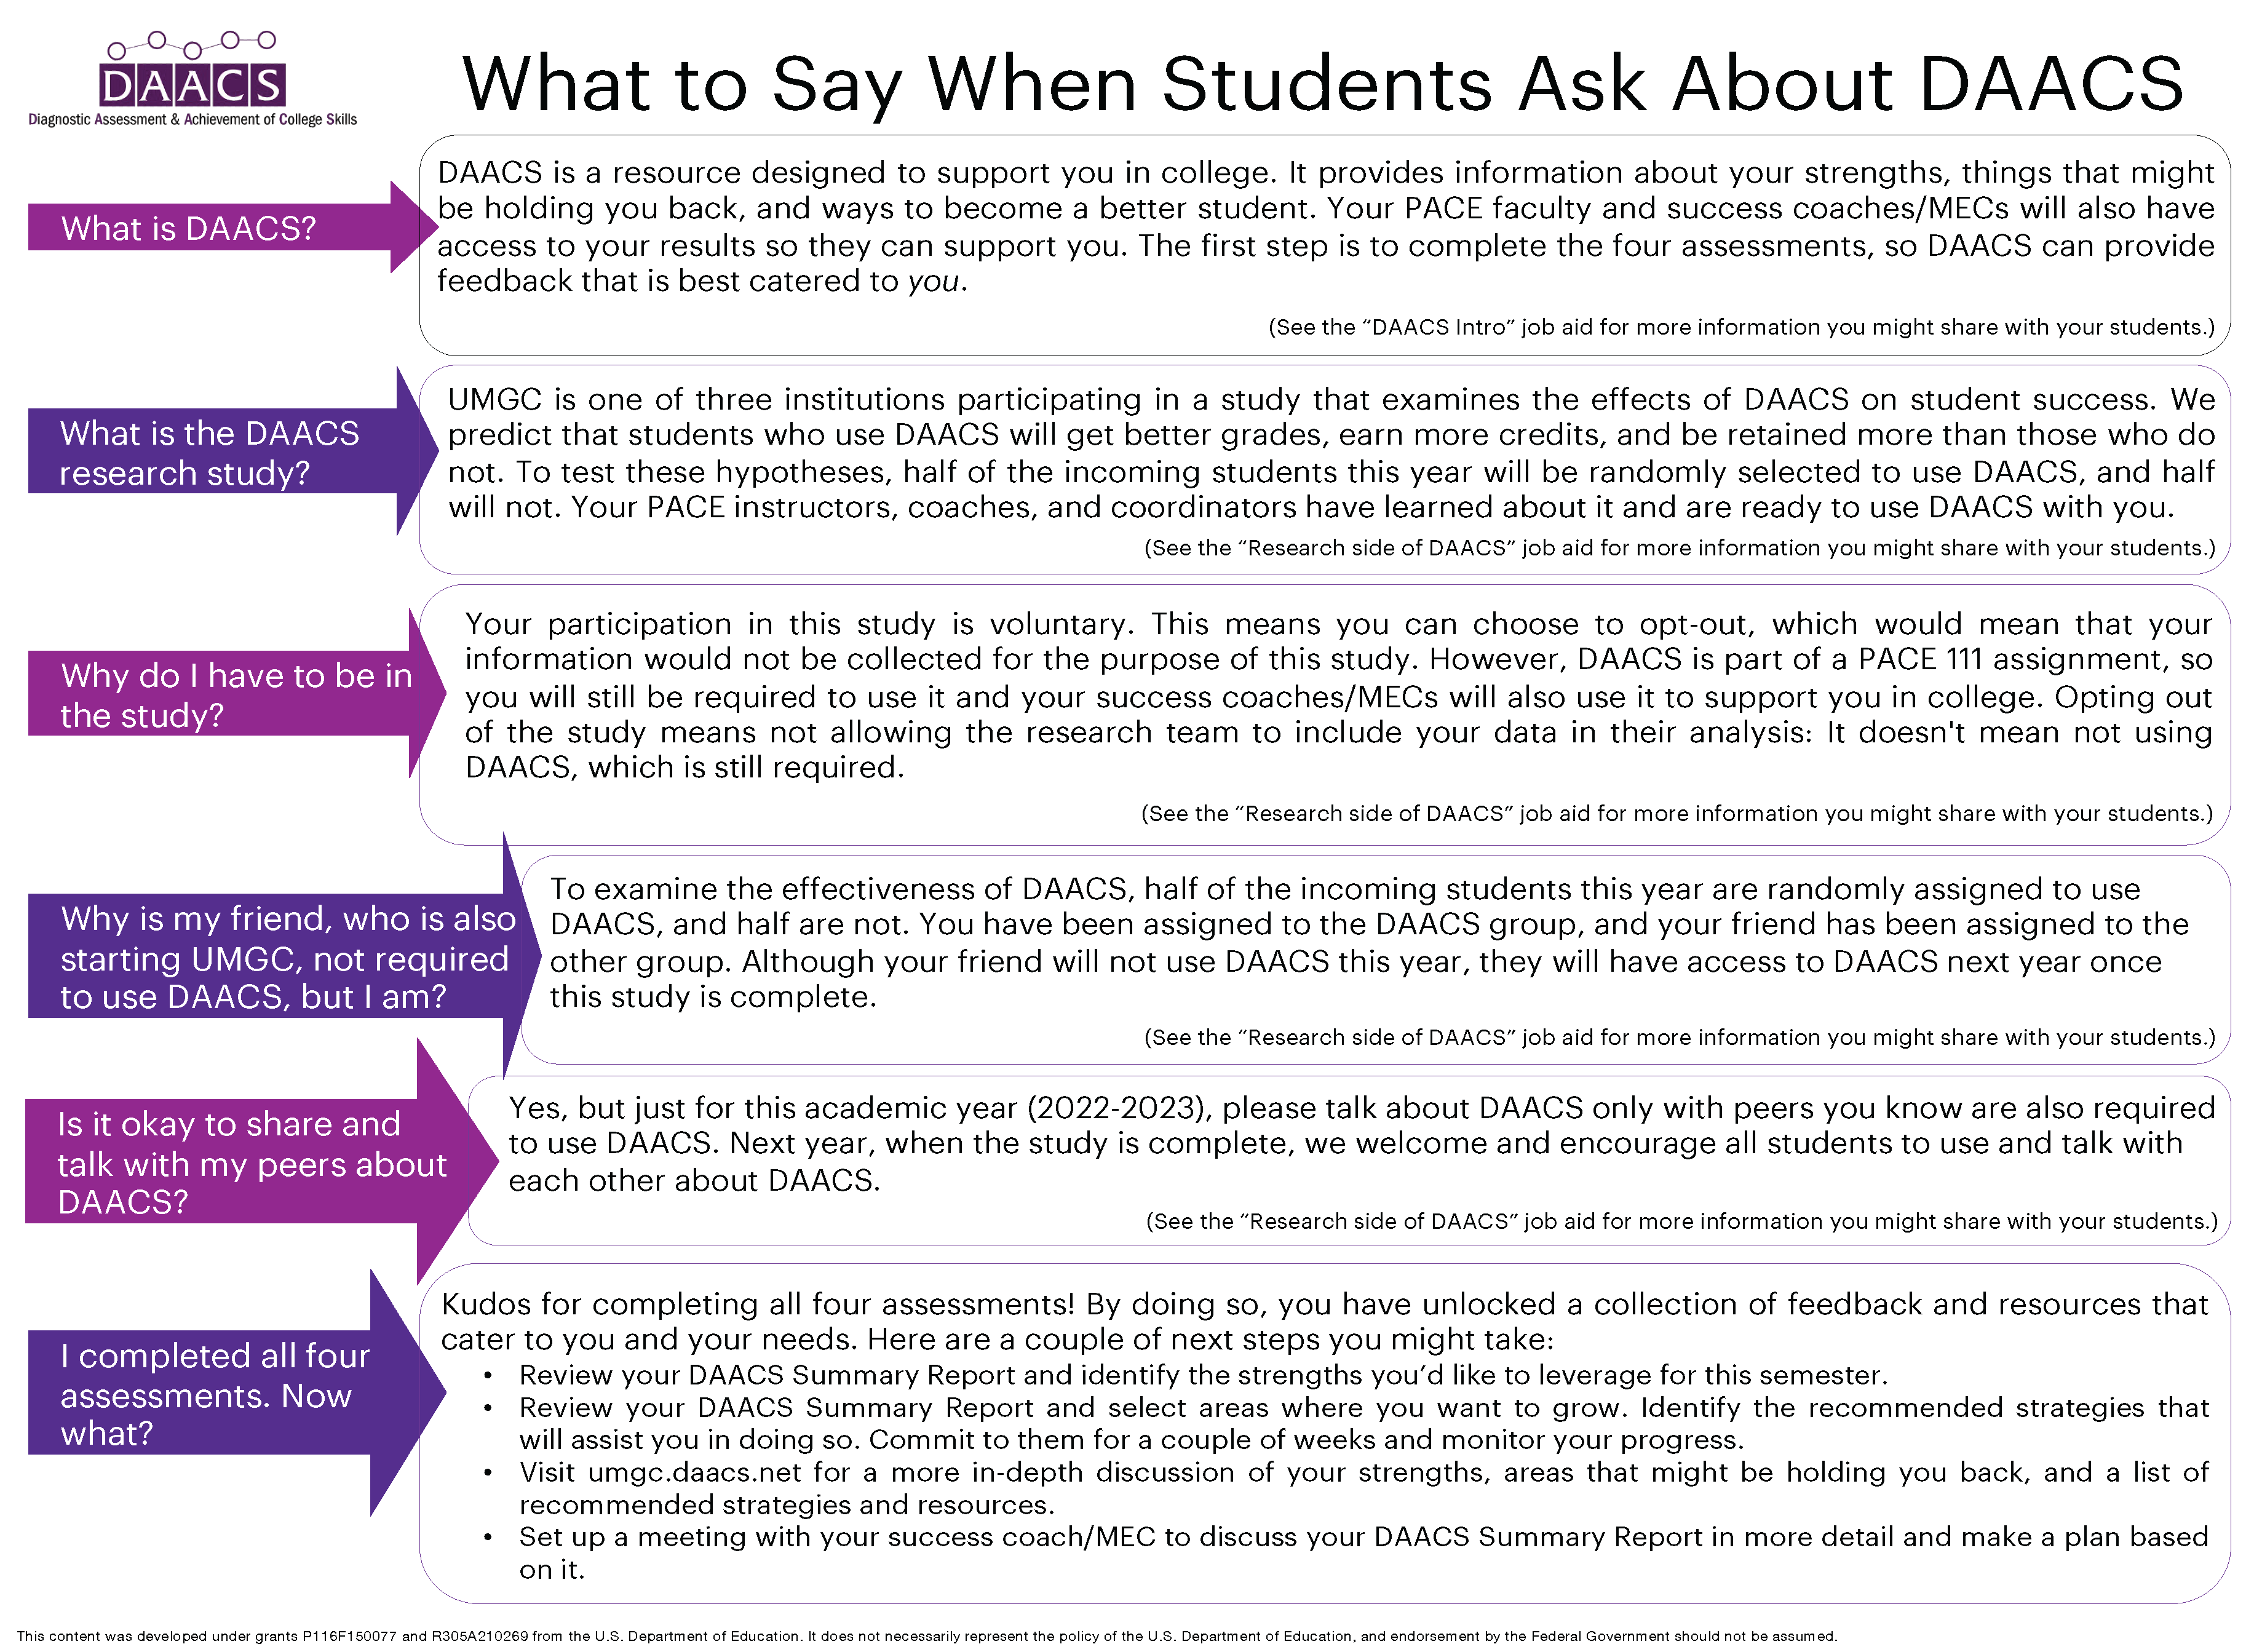 DAACS
Diagnostic Assessment & Achievement of College Skills
What to Say When Students Ask About DAACS
What is DAACS?
DAACS is a resource designed to support you in college. It provides information about your strengths, things that might
be holding you back, and ways to become a better student. Your PACE faculty and success coaches/MECs will also have
access to your results so they can support you. The first step is to complete the four assessments, so DAACS can provide
feedback that is best catered to you.
(See the “DAACS Intro” job aid for more information you might share with your students.)
What is the DAACS
research study?
UMGC is one of three institutions participating in a study that examines the effects of DAACS on student success. We
predict that students who use DAACS will get better grades, earn more credits, and be retained more than those who do
not. To test these hypotheses, half of the incoming students this year will be randomly selected to use DAACS, and half
will not. Your PACE instructors, coaches, and coordinators have learned about it and are ready to use DAACS with you.
(See the “Research side of DAACS” job aid for more information you might share with your students.)
Why do I have to be in
the study?
Your participation in this study is voluntary. This means you can choose to opt-out, which would mean that your
information would not be collected for the purpose of this study. However, DAACS is part of a PACE 111 assignment, so
you will still be required to use it and your success coaches/MECs will also use it to support you in college. Opting out
of the study means not allowing the research team to include your data in their analysis: It doesn't mean not using
DAACS, which is still required.
(See the “Research side of DAACS” job aid for more information you might share with your students.)
Why is my friend, who is also
starting UMGC, not required
to use DAACS, but I am?
To examine the effectiveness of DAACS, half of the incoming students this year are randomly assigned to use
DAACS, and half are not. You have been assigned to the DAACS group, and your friend has been assigned to the
other group. Although your friend will not use DAACS this year, they will have access to DAACS next year once
this study is complete.
(See the “Research side of DAACS” job aid for more information you might share with your students.)
Is it okay to share and
talk with my peers about
DAACS?
Yes, but just for this academic year (2022-2023), please talk about DAACS only with peers you know are also required
to use DAACS. Next year, when the study is complete, we welcome and encourage all students to use and talk with
each other about DAACS.
(See the “Research side of DAACS” job aid for more information you might share with your students.)
I completed all four
assessments. Now
what?
Kudos for completing all four assessments! By doing so, you have unlocked a collection of feedback and resources that
cater to you and your needs. Here are a couple of next steps you might take:
• Review your DAACS Summary Report and identify the strengths you’d like to leverage for this semester.
• Review your DAACS Summary Report and select areas where you want to grow. Identify the recommended strategies that
will assist you in doing so. Commit to them for a couple of weeks and monitor your progress.
• Visit umgc.daacs.net for a more in-depth discussion of your strengths, areas that might be holding you back, and a list of
recommended strategies and resources.
• Set up a meeting with your success coach/MEC to discuss your DAACS Summary Report in more detail and make a plan based
on it.
This content was developed under grants P116F150077 and R305A210269 from the U.S. Department of Education. It does not necessarily represent the policy of the U.S. Department of Education, and endorsement by the Federal Government should not be assumed.